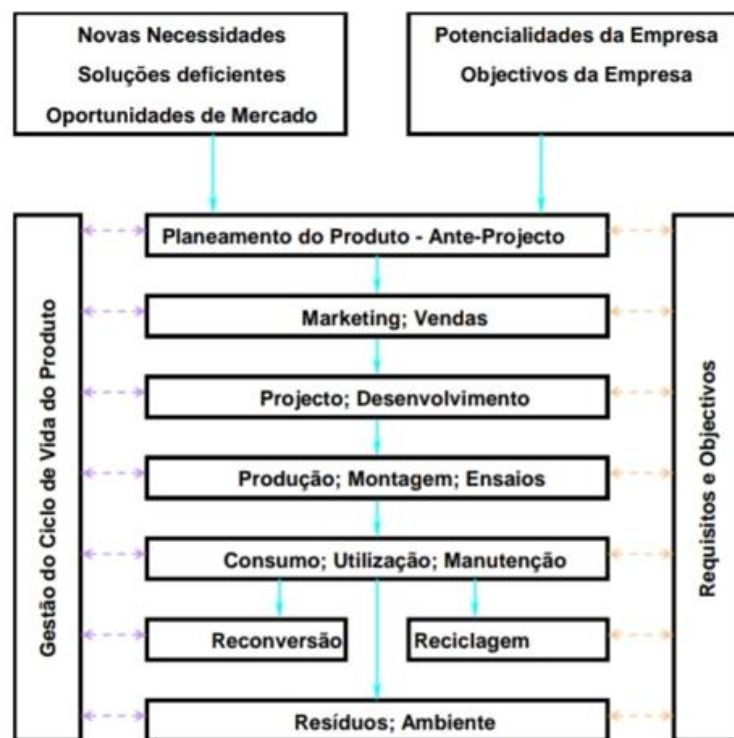 Novas Necessidades
Soluções deficientes
Oportunidades de Mercado
Potencialidades da Empresa
Objectivos da Empresa
Gestão do Ciclo de Vida do Produto
Planeamento do Produto - Ante-Projecto
Marketing; Vendas
Projecto; Desenvolvimento
Produção; Montagem; Ensaios
Consumo; Utilização; Manutenção
Reconversão
Reciclagem
Resíduos; Ambiente
Requisitos e Objectivos